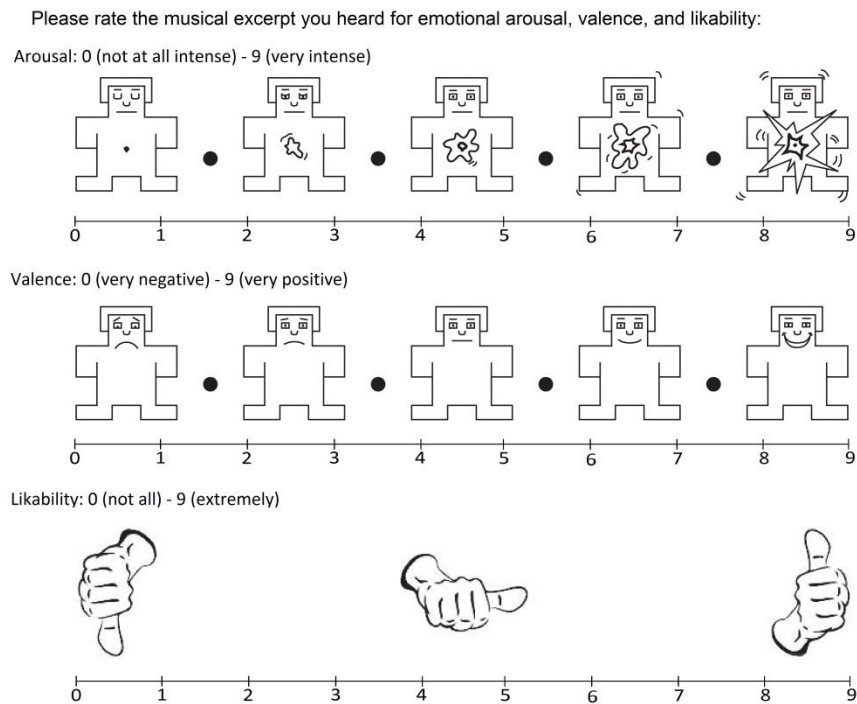 Please rate the musical excerpt you heard for emotional arousal, valence, and likability:
Arousal: 0 (not at all intense) - 9 (very intense)
0 1 2 3 4 5 6 7 8 9
Valence: 0 (very negative) - 9 (very positive)
0 1 2 3 4 5 6 7 8 9
Likability: 0 (not all) - 9 (extremely)
0 1 2 3 4 5 6 7 8 9